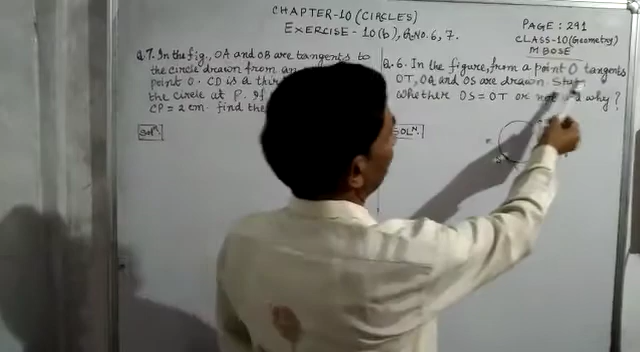 CHAPTER-10 (CIRCLES)
EXERCISE-10(b), Q.NO. 6, 7.
PAGE: 291
CLASS-10 (Geometry)
MBOSE
Q.7. In the fig., OA and OB are tangents to
the circle drawn from an
point O. CD is a thir
the circle at P. If
CP = 2 cm. find the
SOLN.
Q.6. In the figure, from a point O tangents
OT, OQ and OS are drawn State
whether OS = OT or not why?
SOLN.